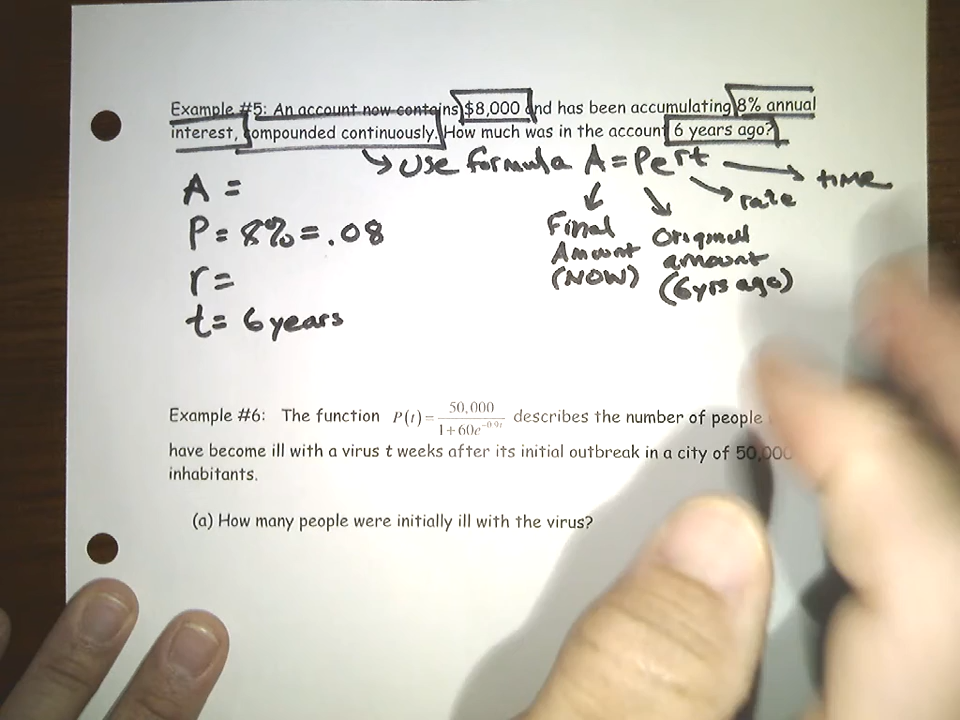 Example #5: An account now contains $8,000 and has been accumulating 8% annual
interest, compounded continuously. How much was in the account 6 years ago?
→ Use formula A = Pe^rt → time
→ rate
A =
P = 8% = .08
r =
t = 6 years
Final
Amount
(NOW)
Original
amount
(6yrs ago)
Example #6: The function P(t) = 50,000 / (1+60e^-0.9t) describes the number of people
have become ill with a virus t weeks after its initial outbreak in a city of 50,000
inhabitants.
(a) How many people were initially ill with the virus?